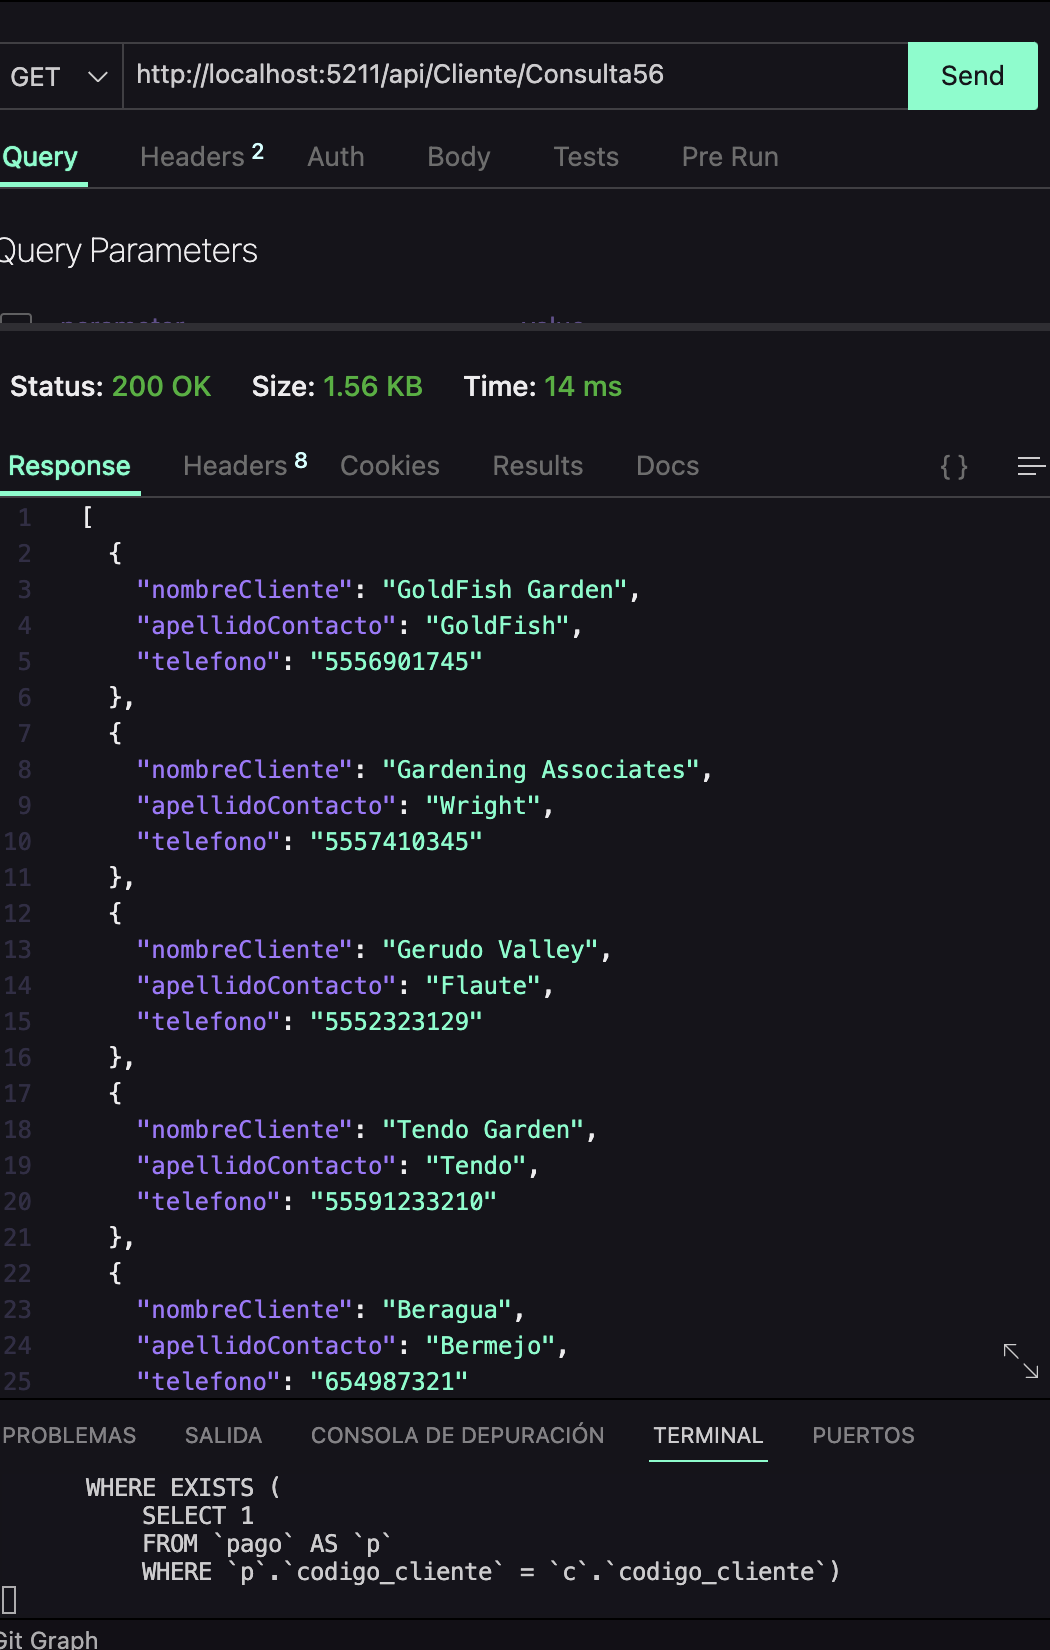 GET http://localhost:5211/api/Cliente/Consulta56 Send
Query Headers 2 Auth Body Tests Pre Run
Query Parameters
parameter value
Status: 200 OK Size: 1.56 KB Time: 14 ms
Response Headers 8 Cookies Results Docs { }
1 [
2 {
3 "nombreCliente": "GoldFish Garden",
4 "apellidoContacto": "GoldFish",
5 "telefono": "5556901745"
6 },
7 {
8 "nombreCliente": "Gardening Associates",
9 "apellidoContacto": "Wright",
10 "telefono": "5557410345"
11 },
12 {
13 "nombreCliente": "Gerudo Valley",
14 "apellidoContacto": "Flaute",
15 "telefono": "5552323129"
16 },
17 {
18 "nombreCliente": "Tendo Garden",
19 "apellidoContacto": "Tendo",
20 "telefono": "55591233210"
21 },
22 {
23 "nombreCliente": "Beragua",
24 "apellidoContacto": "Bermejo",
25 "telefono": "654987321"
PROBLEMAS SALIDA CONSOLA DE DEPURACIÓN TERMINAL PUERTOS
WHERE EXISTS (
SELECT 1
FROM `pago` AS `p`
WHERE `p`.`codigo_cliente` = `c`.`codigo_cliente`)
Git Graph